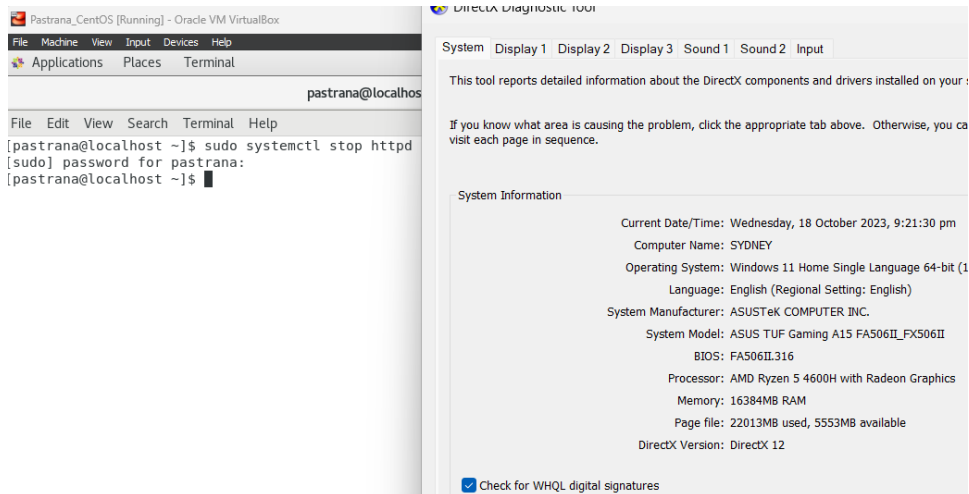 Pastrana_CentOS [Running] - Oracle VM VirtualBox
File Machine View Input Devices Help
Applications Places Terminal
pastrana@localhos
File Edit View Search Terminal Help
[pastrana@localhost ~]$ sudo systemctl stop httpd
[sudo] password for pastrana:
[pastrana@localhost ~]$
DirectX Diagnostic Tool
System Display 1 Display 2 Display 3 Sound 1 Sound 2 Input
This tool reports detailed information about the DirectX components and drivers installed on your
If you know what area is causing the problem, click the appropriate tab above. Otherwise, you ca
visit each page in sequence.
System Information
Current Date/Time: Wednesday, 18 October 2023, 9:21:30 pm
Computer Name: SYDNEY
Operating System: Windows 11 Home Single Language 64-bit (1
Language: English (Regional Setting: English)
System Manufacturer: ASUSTeK COMPUTER INC.
System Model: ASUS TUF Gaming A15 FA506II_FX506II
BIOS: FA506II.316
Processor: AMD Ryzen 5 4600H with Radeon Graphics
Memory: 16384MB RAM
Page file: 22013MB used, 5553MB available
DirectX Version: DirectX 12
Check for WHQL digital signatures